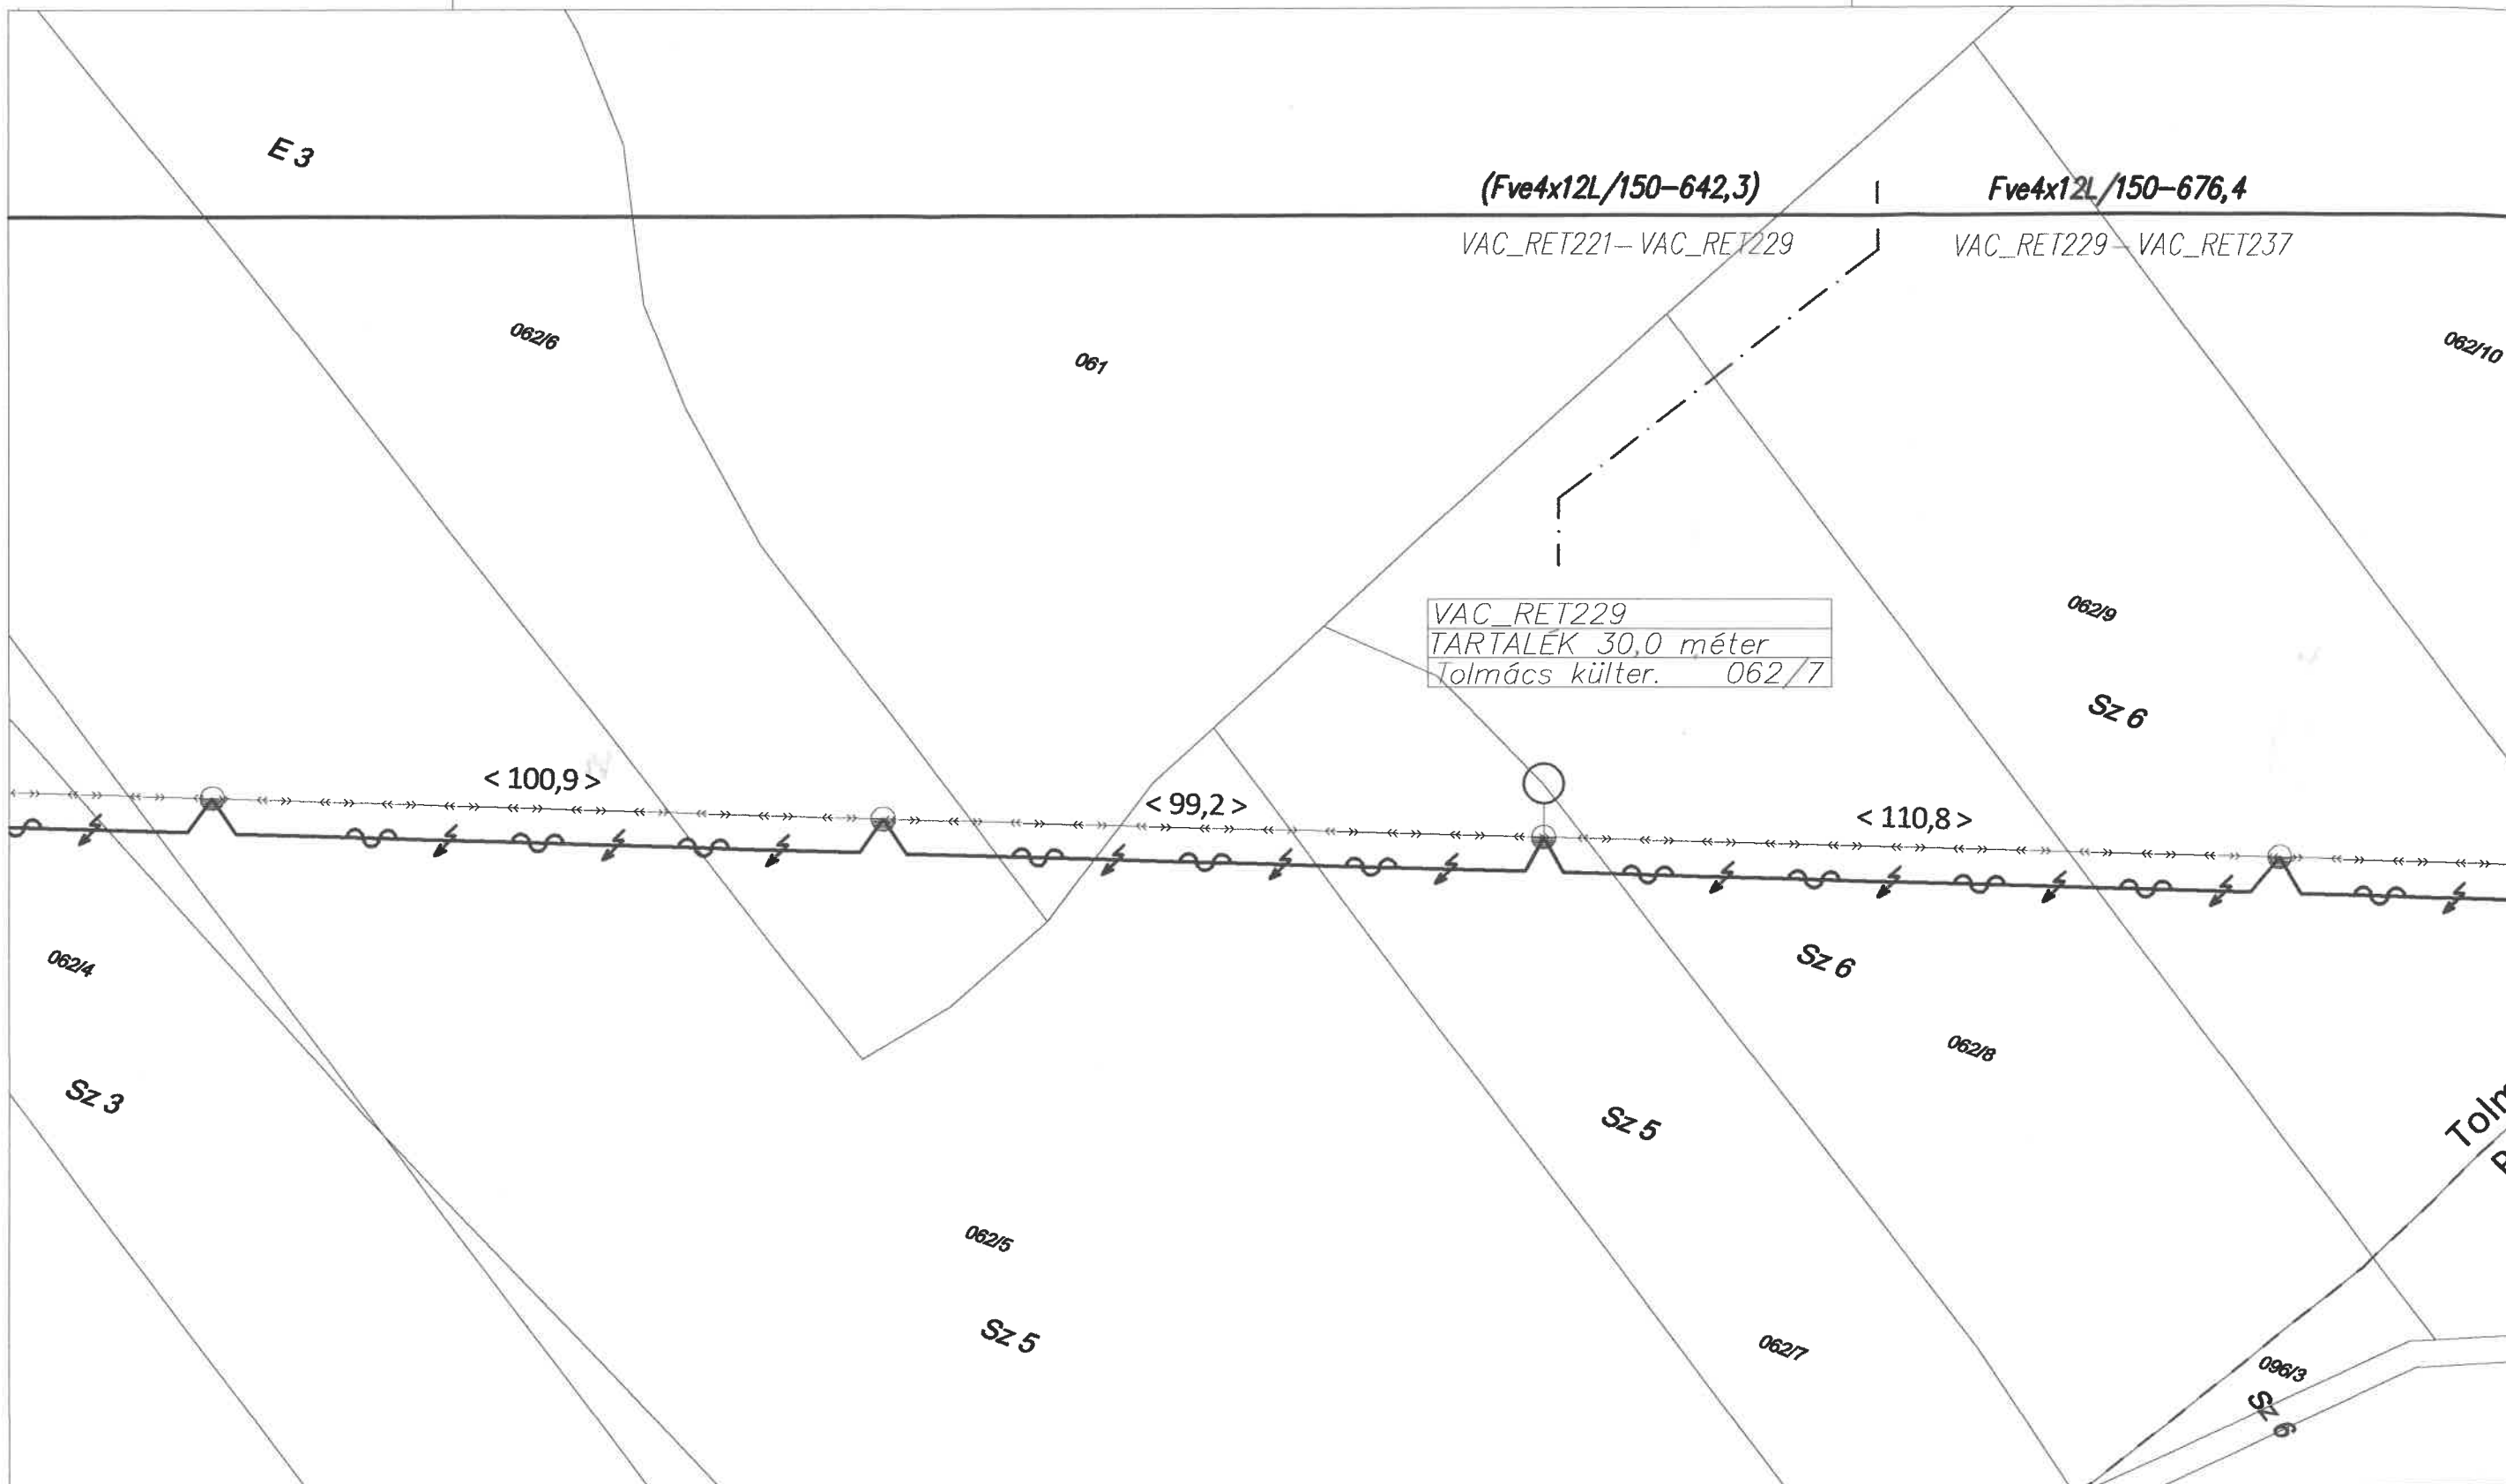 E 3
(Fve4x12L/150-642,3)
Fve4x12L/150-676,4
VAC_RET221-VAC_RET229
VAC_RET229-VAC_RET237
062/6
061
062/10
VAC_RET229
TARTALÉK 30,0 méter
Tolmács külter. 062/7
062/9
Sz 6
< 100,9 >
< 99,2 >
< 110,8 >
062/4
Sz 6
062/8
Sz 3
Sz 5
062/5
Sz 5
062/7
096/3
Sz 6